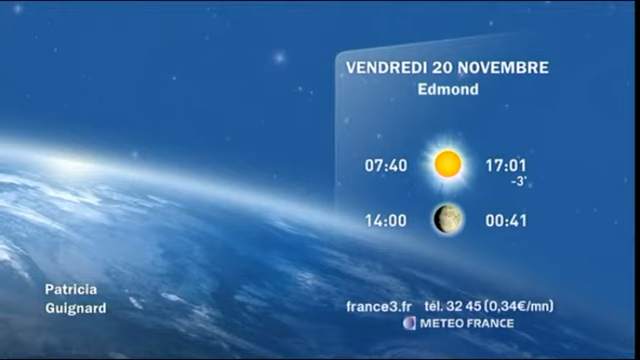 VENDREDI 20 NOVEMBRE
Edmond
07:40 17:01
-3'
14:00 00:41
Patricia
Guignard
france3.fr tél. 32 45 (0,34€/mn)
METEO FRANCE